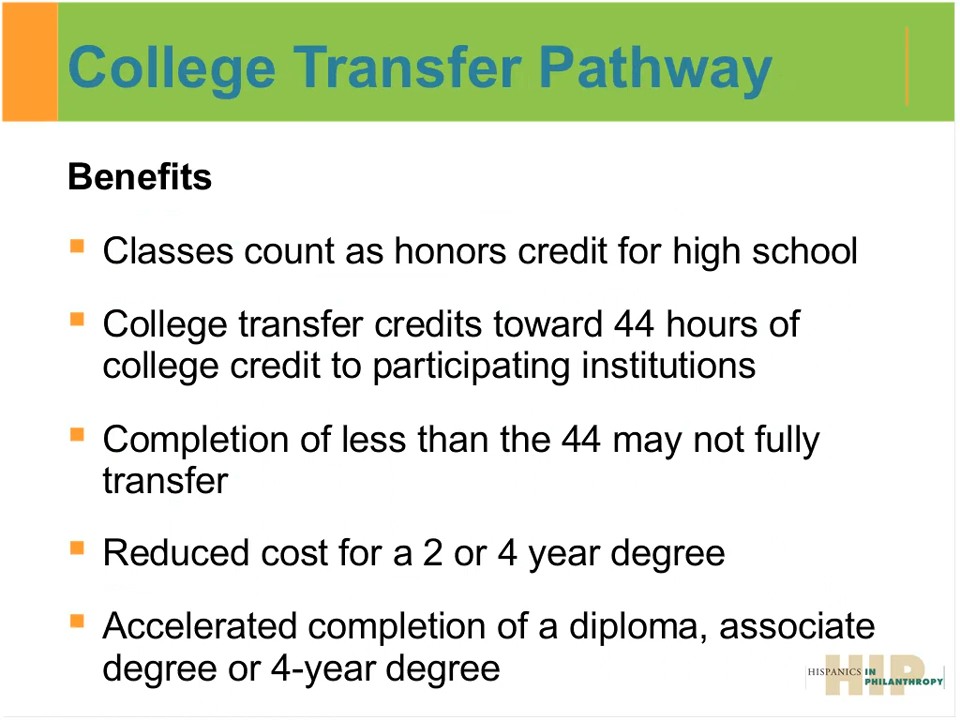 College Transfer Pathway
Benefits
Classes count as honors credit for high school
College transfer credits toward 44 hours of
college credit to participating institutions
Completion of less than the 44 may not fully
transfer
Reduced cost for a 2 or 4 year degree
Accelerated completion of a diploma, associate
degree or 4-year degree
HIP
HISPANICS IN
PHILANTHROPY